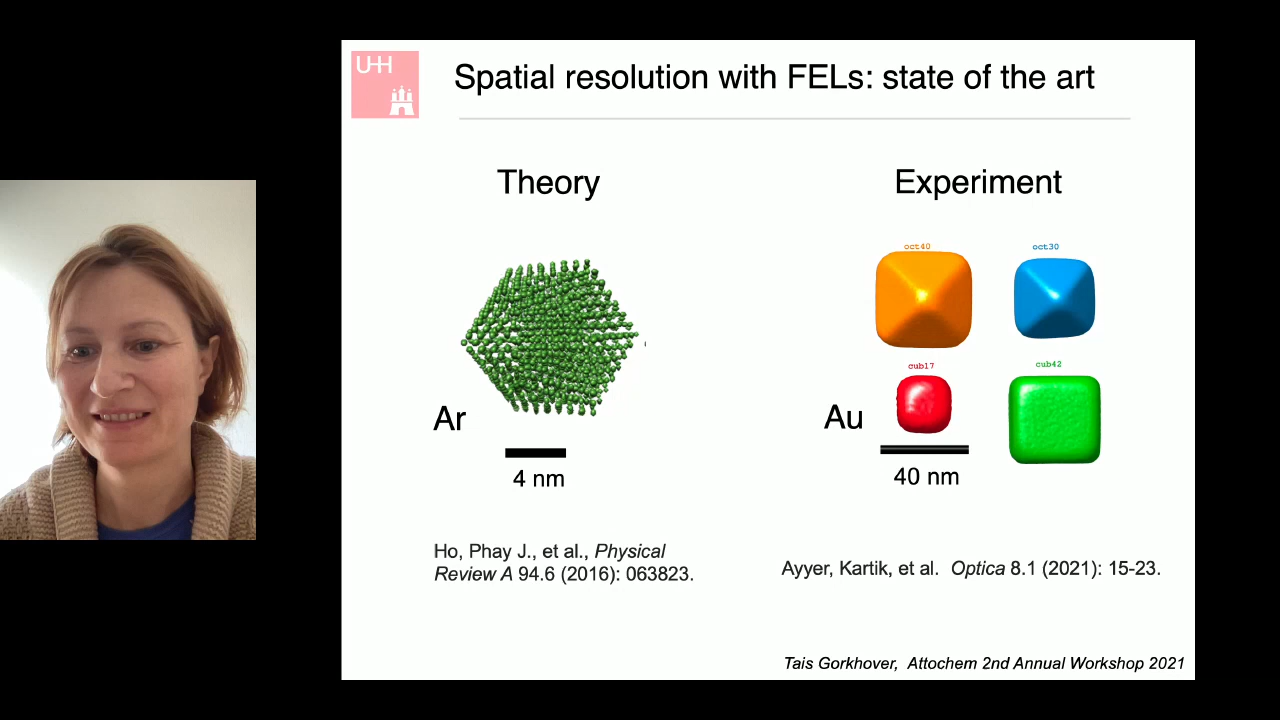 UHH
Spatial resolution with FELs: state of the art
Theory
Experiment
oct40
oct30
cub17
cub42
Ar
Au
4 nm
40 nm
Ho, Phay J., et al., Physical
Review A 94.6 (2016): 063823.
Ayyer, Kartik, et al. Optica 8.1 (2021): 15-23.
Tais Gorkhover, Attochem 2nd Annual Workshop 2021